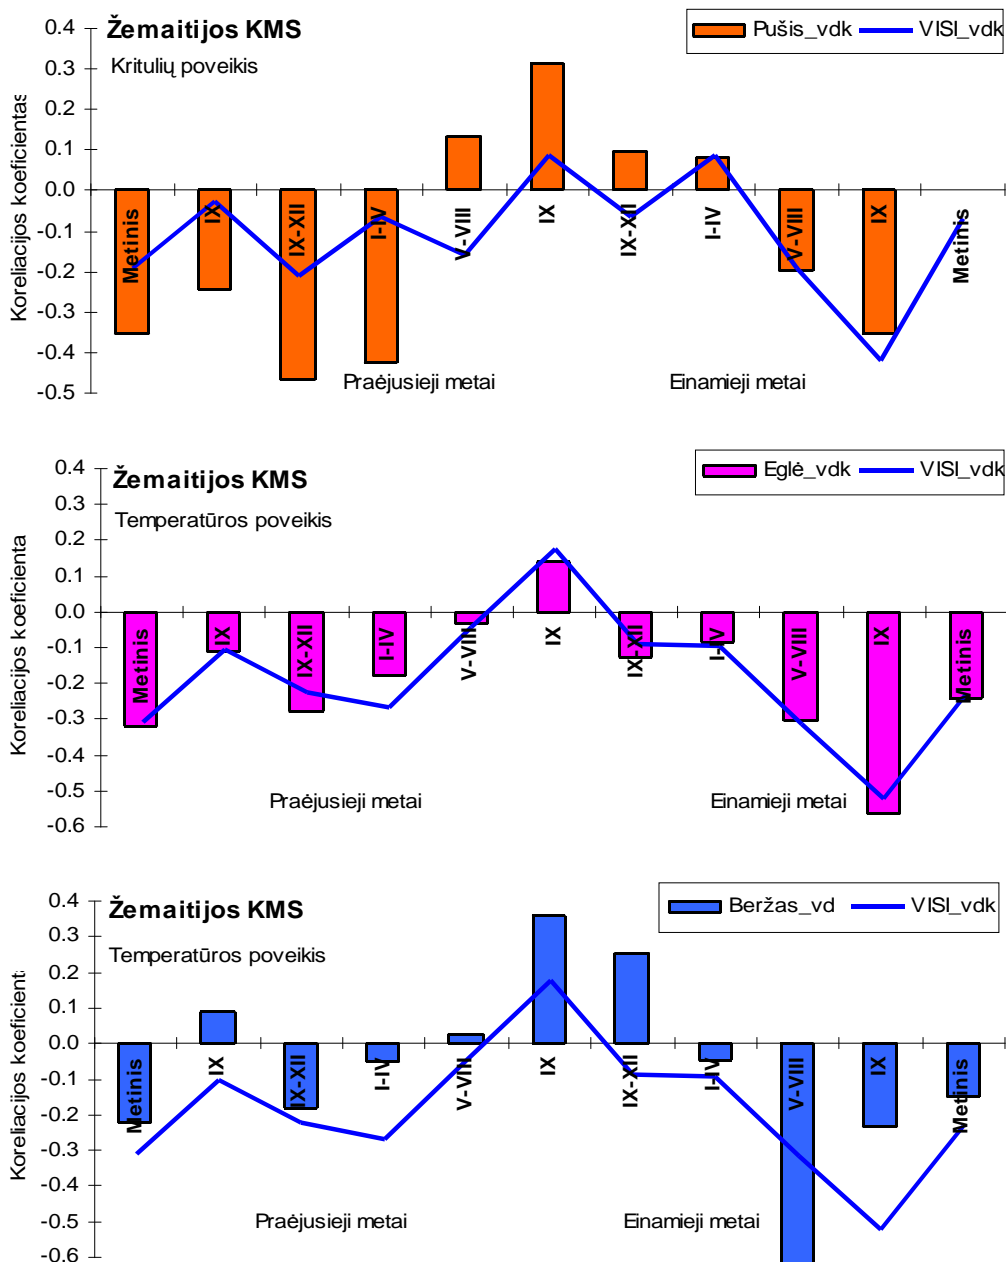 Žemaitijos KMS
Kritulių poveikis
Pušis_vdk
VISI_vdk
Koreliacijos koeficientas
0.4
0.3
0.2
0.1
0.0
-0.1
-0.2
-0.3
-0.4
-0.5
Metinis
IX
IX-XII
I-IV
V-VIII
IX
IX-XII
I-IV
V-VIII
IX
Metinis
Praėjusieji metai
Einamieji metai
Žemaitijos KMS
Temperatūros poveikis
Eglė_vdk
VISI_vdk
Koreliacijos koeficienta
0.4
0.3
0.2
0.1
0.0
-0.1
-0.2
-0.3
-0.4
-0.5
-0.6
Metinis
IX
IX-XII
I-IV
V-VIII
IX
IX-XII
I-IV
V-VIII
IX
Metinis
Praėjusieji metai
Einamieji metai
Žemaitijos KMS
Temperatūros poveikis
Beržas_vd
VISI_vdk
Koreliacijos koeficient
0.4
0.3
0.2
0.1
0.0
-0.1
-0.2
-0.3
-0.4
-0.5
-0.6
Metinis
IX
IX-XII
I-IV
V-VIII
IX
IX-XII
I-IV
V-VIII
IX
Metinis
Praėjusieji metai
Einamieji metai